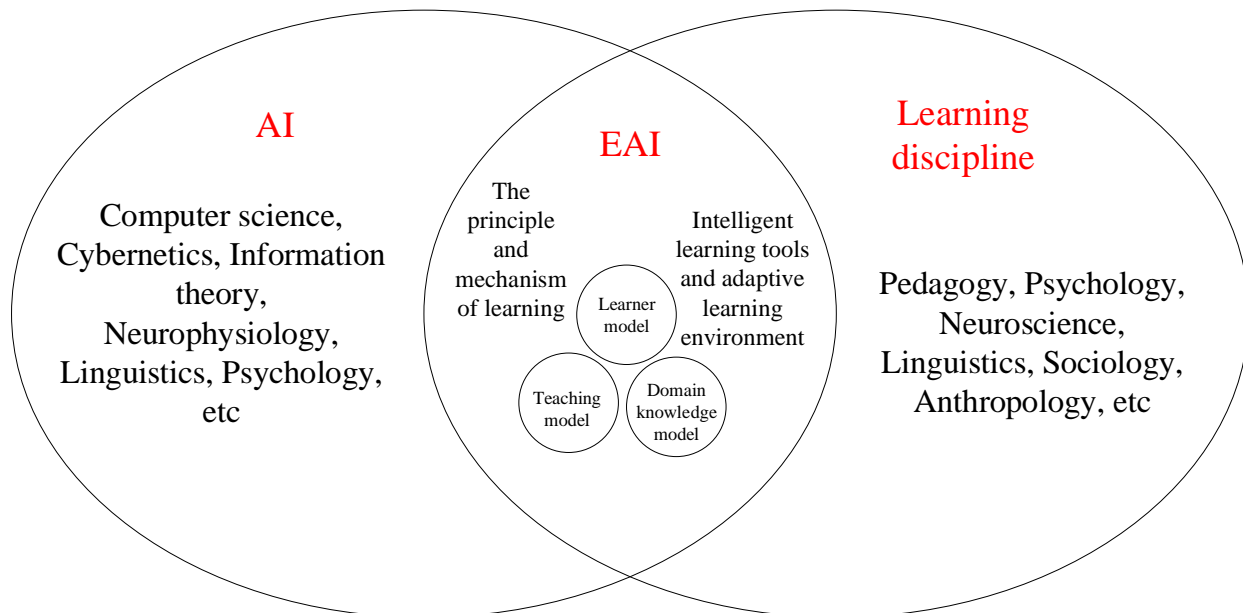 AI
Computer science,
Cybernetics, Information
theory,
Neurophysiology,
Linguistics, Psychology,
etc
EAI
The
principle
and
mechanism
of learning
Intelligent
learning tools
and adaptive
learning
environment
Learner
model
Teaching
model
Domain
knowledge
model
Learning
discipline
Pedagogy, Psychology,
Neuroscience,
Linguistics, Sociology,
Anthropology, etc